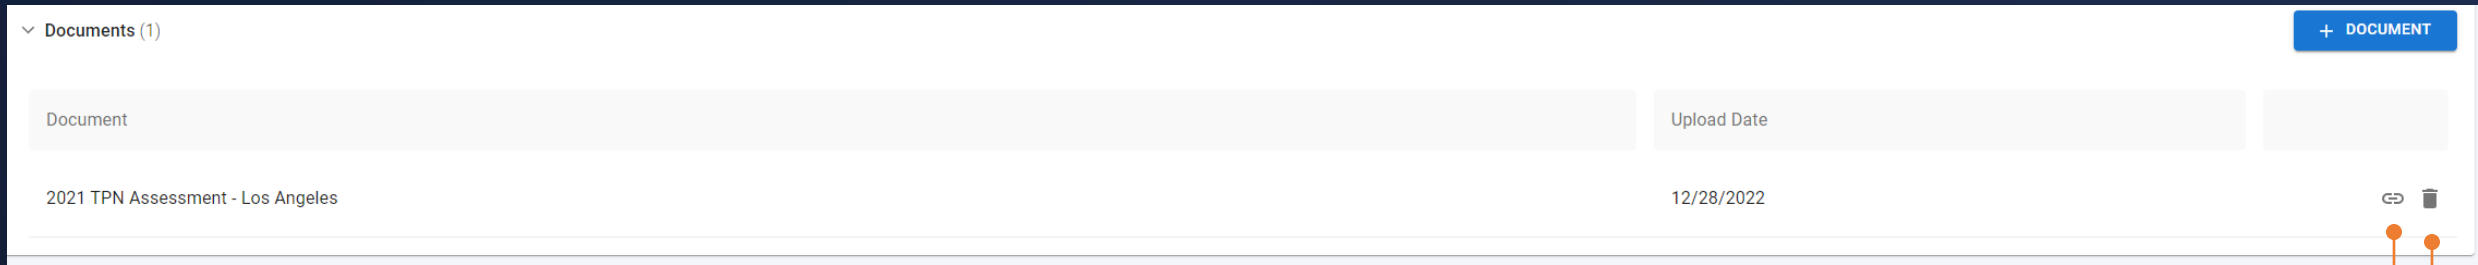 Documents (1)
+ DOCUMENT
Document
Upload Date
2021 TPN Assessment - Los Angeles
12/28/2022